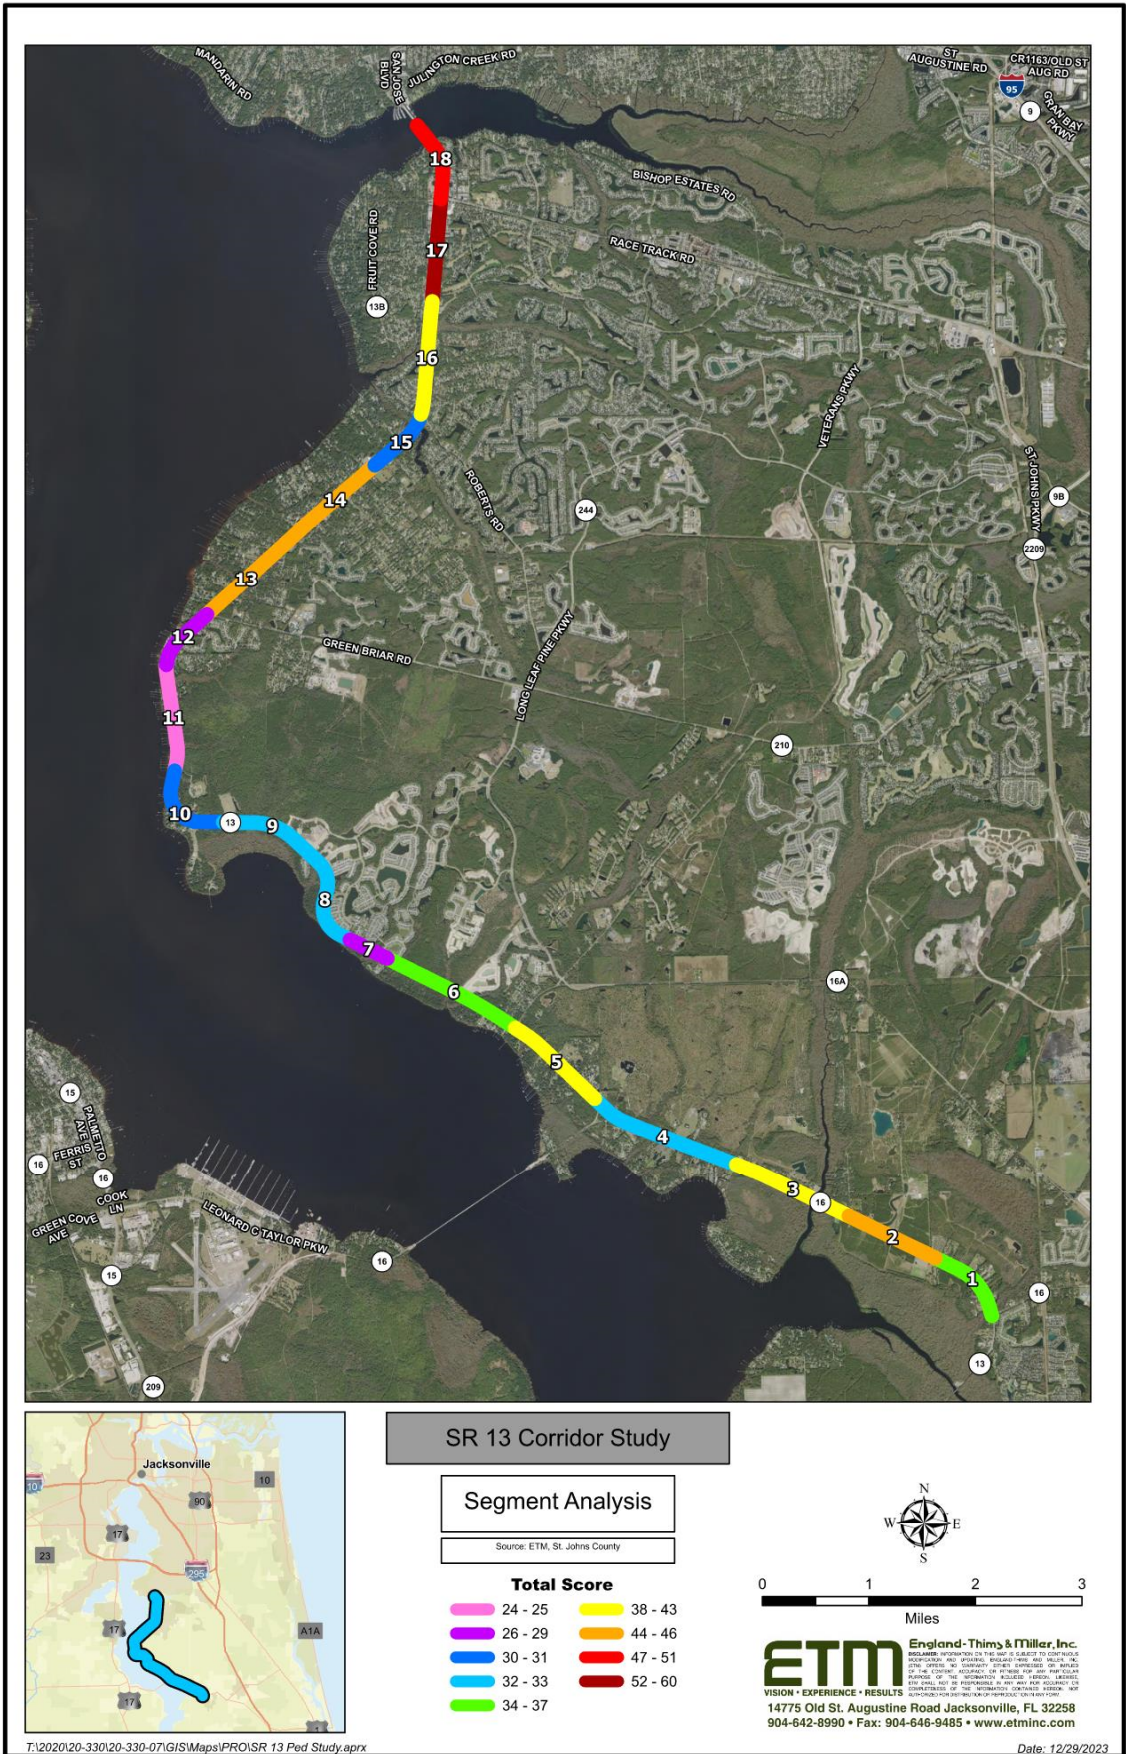 MANDARIN RD
SAN JOSE
BLVD
JULINGTON CREEK RD
ST
AUGUSTINE RD
CR1163/OLD ST
AUG RD
95
9
GRAN BAY
PKWY
18
BISHOP ESTATES RD
FRUIT COVE RD
17
RACE TRACK RD
13B
16
VETERANS PKWY
15
ROBERTS RD
ST JOHNS PKWY
14
244
9B
2209
13
12
GREEN BRIAR RD
LONG LEAF PINE PKWY
11
210
10
13
9
8
7
16A
6
5
15
PALMETTO
AVE
FERRIS
ST
16
16
4
COOK
LN
GREEN COVE
AVE
LEONARD C TAYLOR PKW
3
16
2
15
16
1
16
13
209
Jacksonville
10
10
90
17
23
295
17
A1A
17
1
SR 13 Corridor Study
Segment Analysis
Source: ETM, St. Johns County
Total Score
24 - 25
26 - 29
30 - 31
32 - 33
34 - 37
38 - 43
44 - 46
47 - 51
52 - 60
N
W
E
S
0 1 2 3
Miles
ETM
VISION • EXPERIENCE • RESULTS
England-Thims & Miller, Inc.
14775 Old St. Augustine Road Jacksonville, FL 32258
904-642-8990 • Fax: 904-646-9485 • www.etminc.com
T:\2020\20-330\20-330-07\GIS\Maps\PRO\SR 13 Ped Study.aprx
Date: 12/29/2023